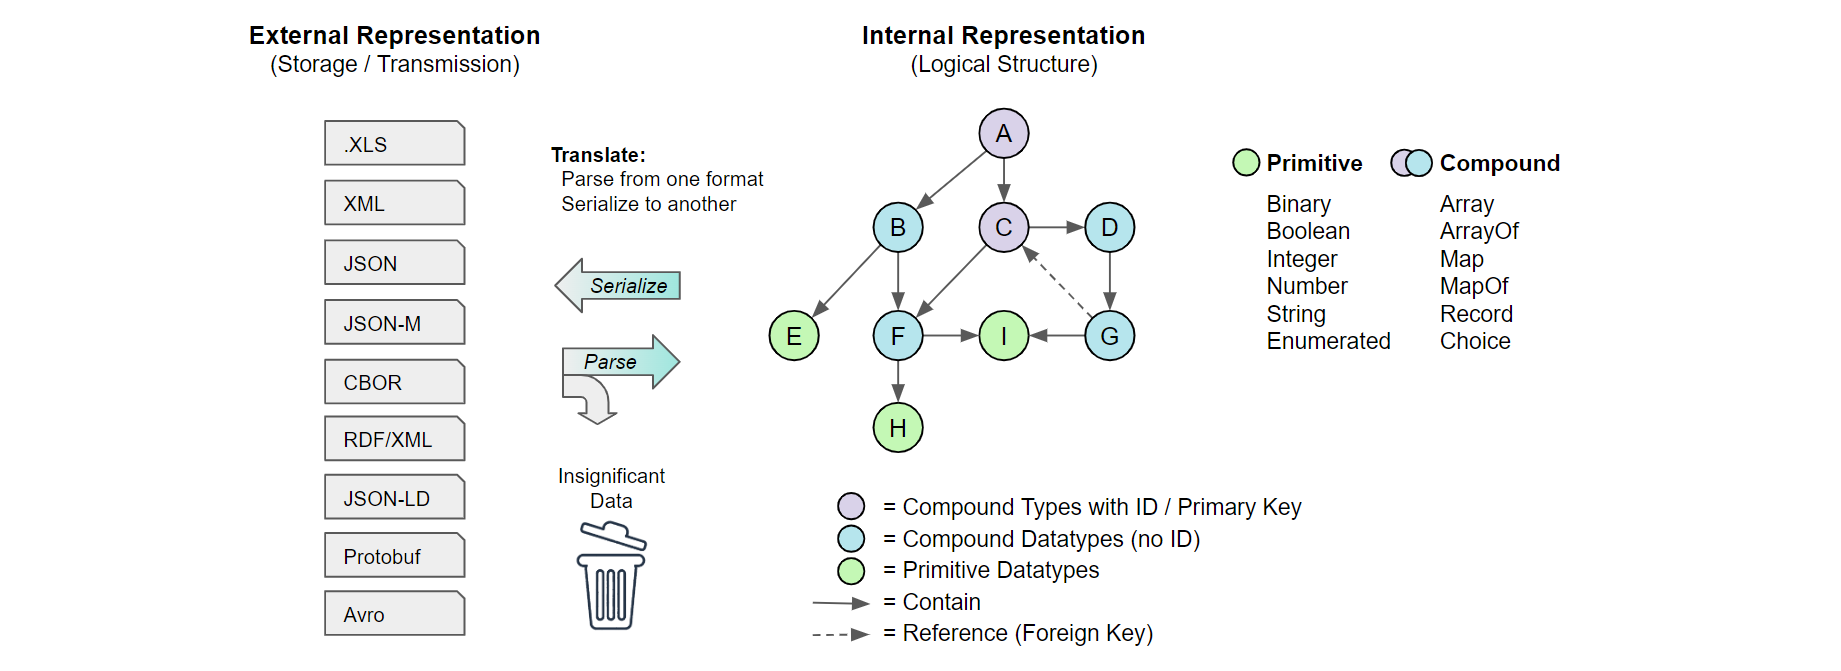 External Representation
(Storage / Transmission)
.XLS
XML
JSON
JSON-M
CBOR
RDF/XML
JSON-LD
Protobuf
Avro
Translate:
Parse from one format
Serialize to another
Serialize
Parse
Insignificant
Data
Internal Representation
(Logical Structure)
A
B
C
D
E
F
I
G
H
= Compound Types with ID / Primary Key
= Compound Datatypes (no ID)
= Primitive Datatypes
= Contain
= Reference (Foreign Key)
Primitive
Binary
Boolean
Integer
Number
String
Enumerated
Compound
Array
ArrayOf
Map
MapOf
Record
Choice